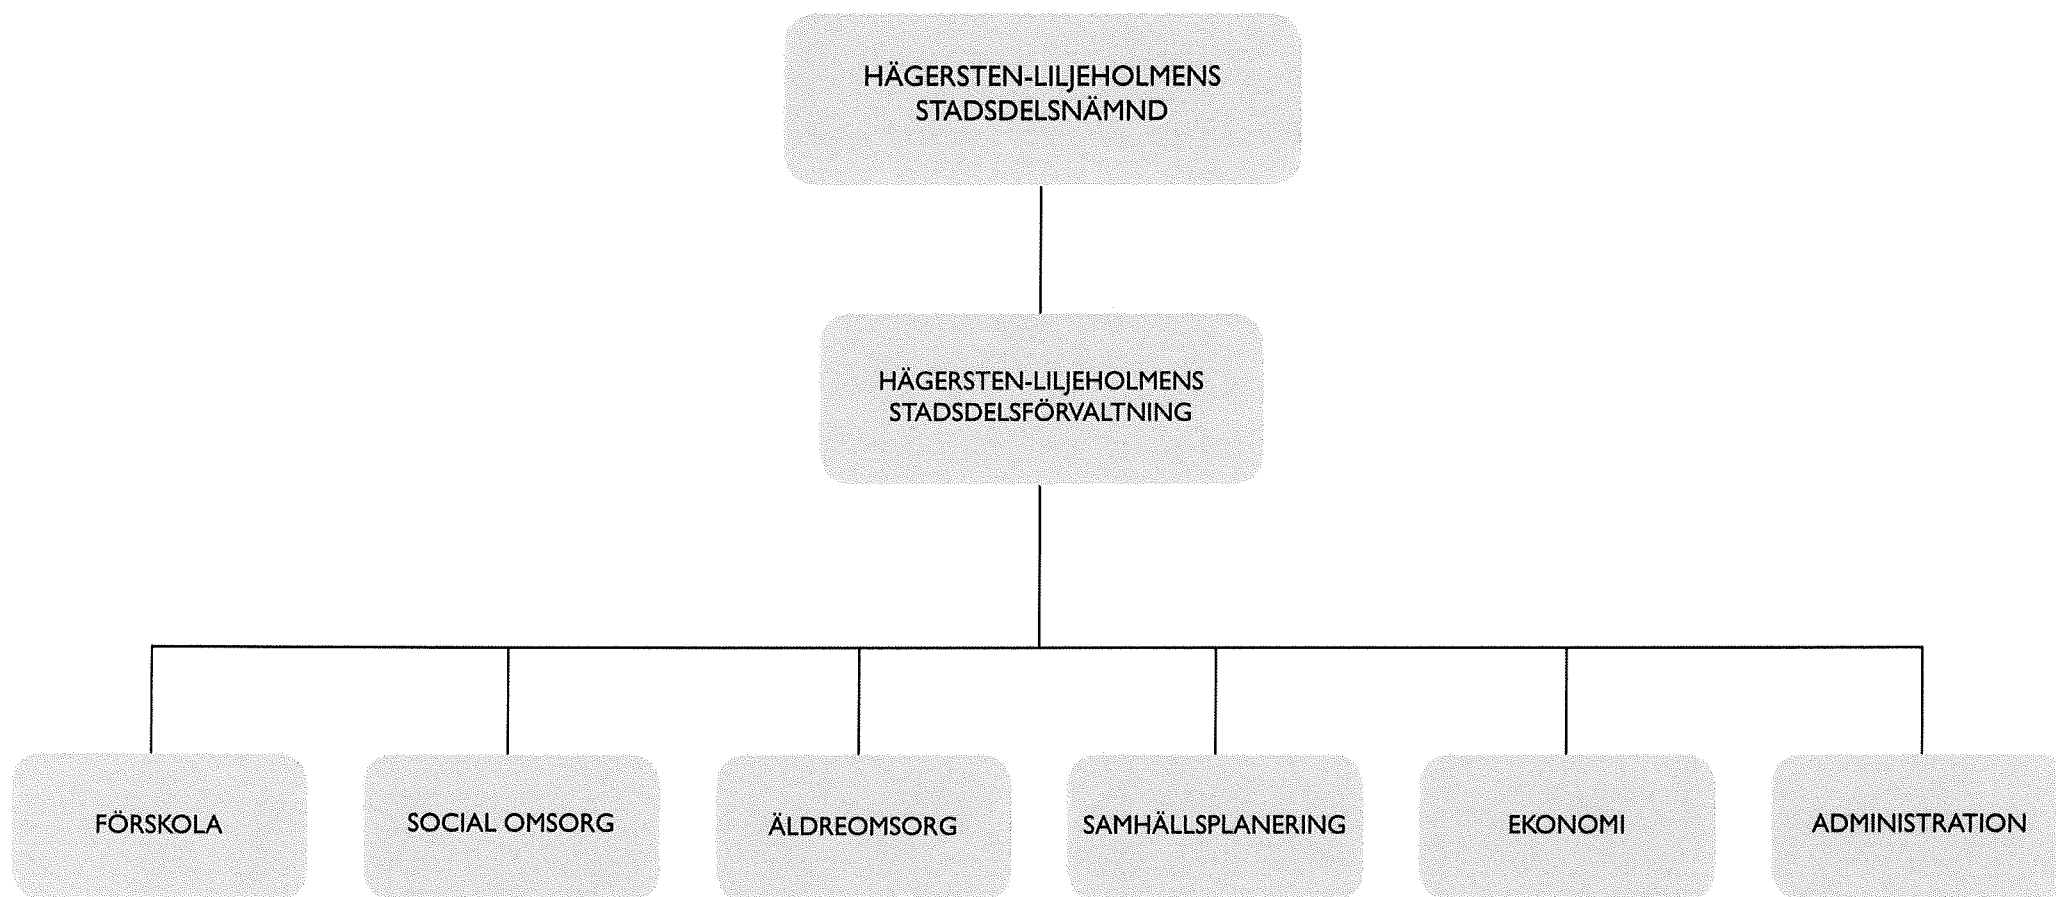 HÄGERSTEN-LILJEHOLMENS
STADSDELSNÄMND
HÄGERSTEN-LILJEHOLMENS
STADSDELSFÖRVALTNING
FÖRSKOLA
SOCIAL OMSORG
ÄLDREOMSORG
SAMHÄLLSPLANERING
EKONOMI
ADMINISTRATION